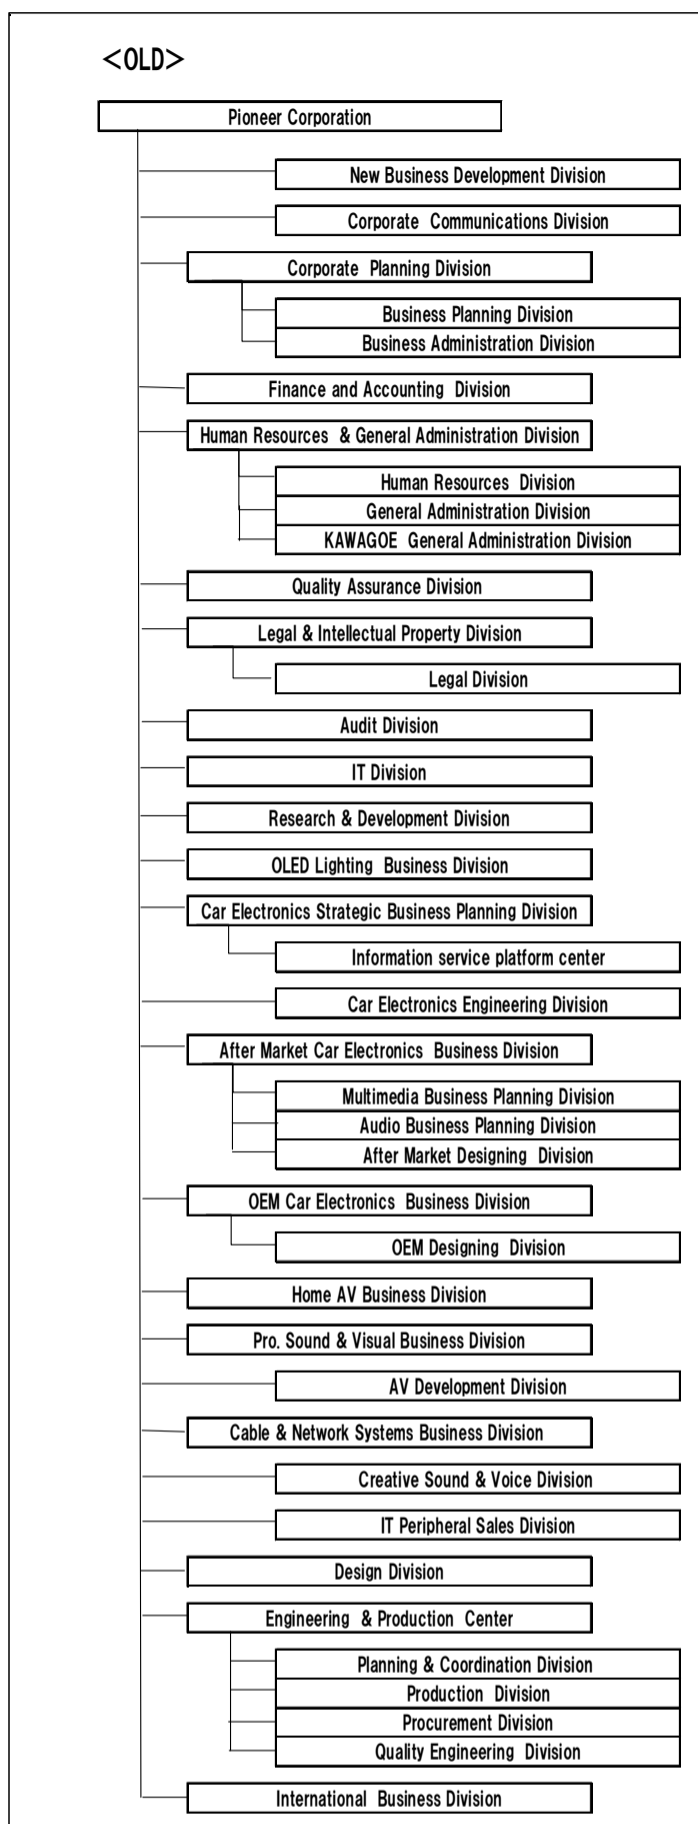 <OLD>
Pioneer Corporation
New Business Development Division
Corporate Communications Division
Corporate Planning Division
Business Planning Division
Business Administration Division
Finance and Accounting Division
Human Resources & General Administration Division
Human Resources Division
General Administration Division
KAWAGOE General Administration Division
Quality Assurance Division
Legal & Intellectual Property Division
Legal Division
Audit Division
IT Division
Research & Development Division
OLED Lighting Business Division
Car Electronics Strategic Business Planning Division
Information service platform center
Car Electronics Engineering Division
After Market Car Electronics Business Division
Multimedia Business Planning Division
Audio Business Planning Division
After Market Designing Division
OEM Car Electronics Business Division
OEM Designing Division
Home AV Business Division
Pro. Sound & Visual Business Division
AV Development Division
Cable & Network Systems Business Division
Creative Sound & Voice Division
IT Peripheral Sales Division
Design Division
Engineering & Production Center
Planning & Coordination Division
Production Division
Procurement Division
Quality Engineering Division
International Business Division